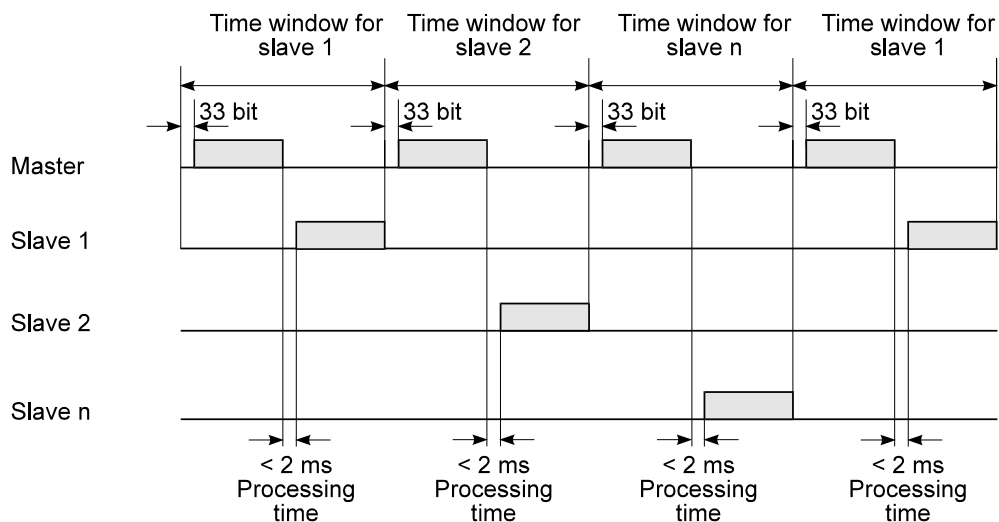 Time window for
slave 1
Time window for
slave 2
Time window for
slave n
Time window for
slave 1
33 bit
33 bit
33 bit
33 bit
Master
Slave 1
Slave 2
Slave n
< 2 ms
Processing
time
< 2 ms
Processing
time
< 2 ms
Processing
time
< 2 ms
Processing
time